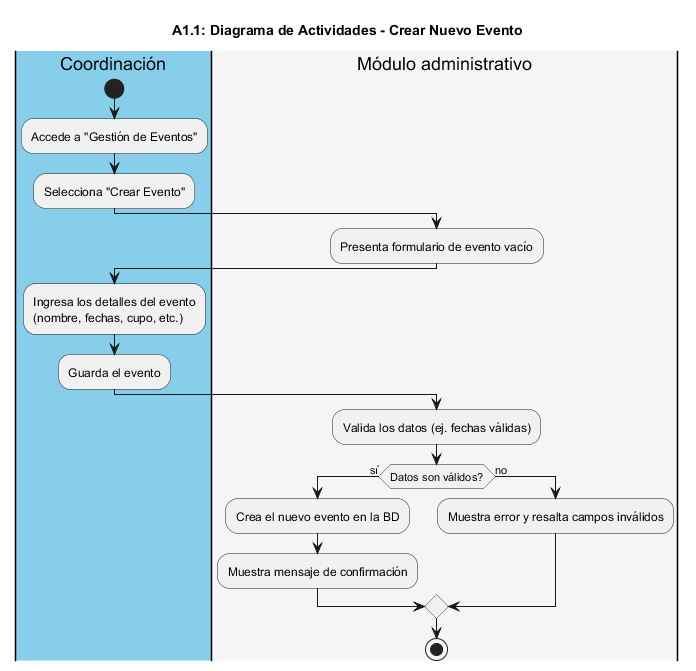 A1.1: Diagrama de Actividades - Crear Nuevo Evento
Coordinación
Módulo administrativo
Accede a "Gestión de Eventos"
Selecciona "Crear Evento"
Presenta formulario de evento vacío
Ingresa los detalles del evento
(nombre, fechas, cupo, etc.)
Guarda el evento
Valida los datos (ej. fechas válidas)
sí
Datos son válidos?
no
Crea el nuevo evento en la BD
Muestra error y resalta campos inválidos
Muestra mensaje de confirmación